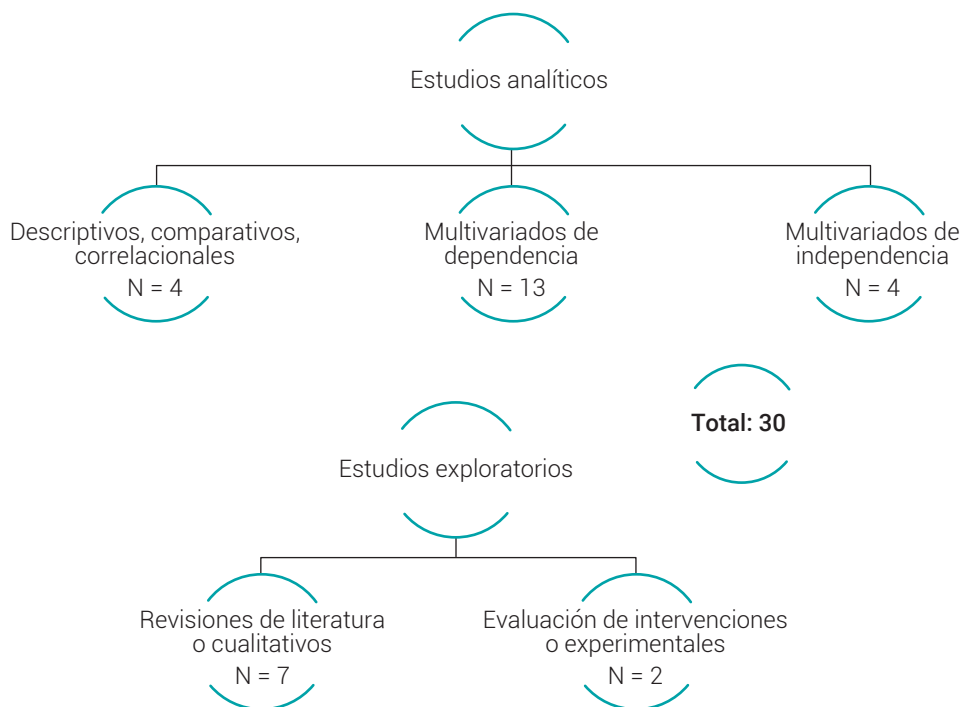 Estudios analíticos
Descriptivos, comparativos,
correlacionales
N = 4
Multivariados de
dependencia
N = 13
Multivariados de
independencia
N = 4
Total: 30
Estudios exploratorios
Revisiones de literatura
o cualitativos
N = 7
Evaluación de intervenciones
o experimentales
N = 2